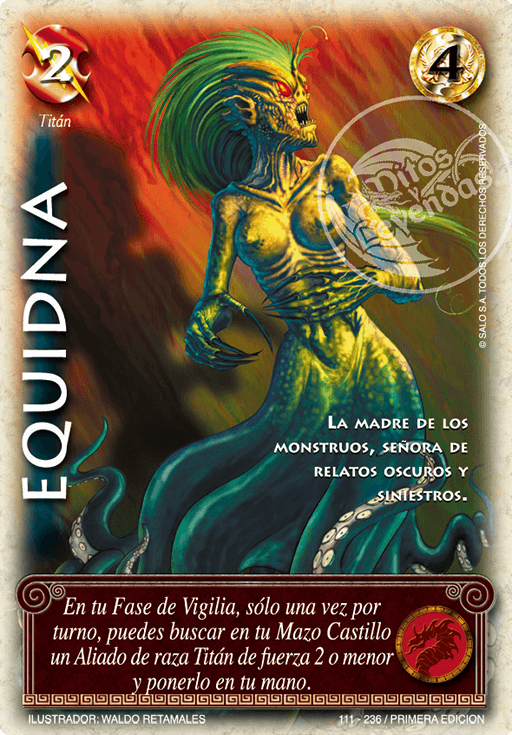 2
4
Titán
EQUIDNA
Mitos
y
Leyendas
© SALO S.A. TODOS LOS DERECHOS RESERVADOS
LA MADRE DE LOS
MONSTRUOS, SEÑORA DE
RELATOS OSCUROS Y
SINIESTROS.
En tu Fase de Vigilia, sólo una vez por
turno, puedes buscar en tu Mazo Castillo
un Aliado de raza Titán de fuerza 2 o menor
y ponerlo en tu mano.
ILUSTRADOR: WALDO RETAMALES
111 - 236 / PRIMERA EDICION